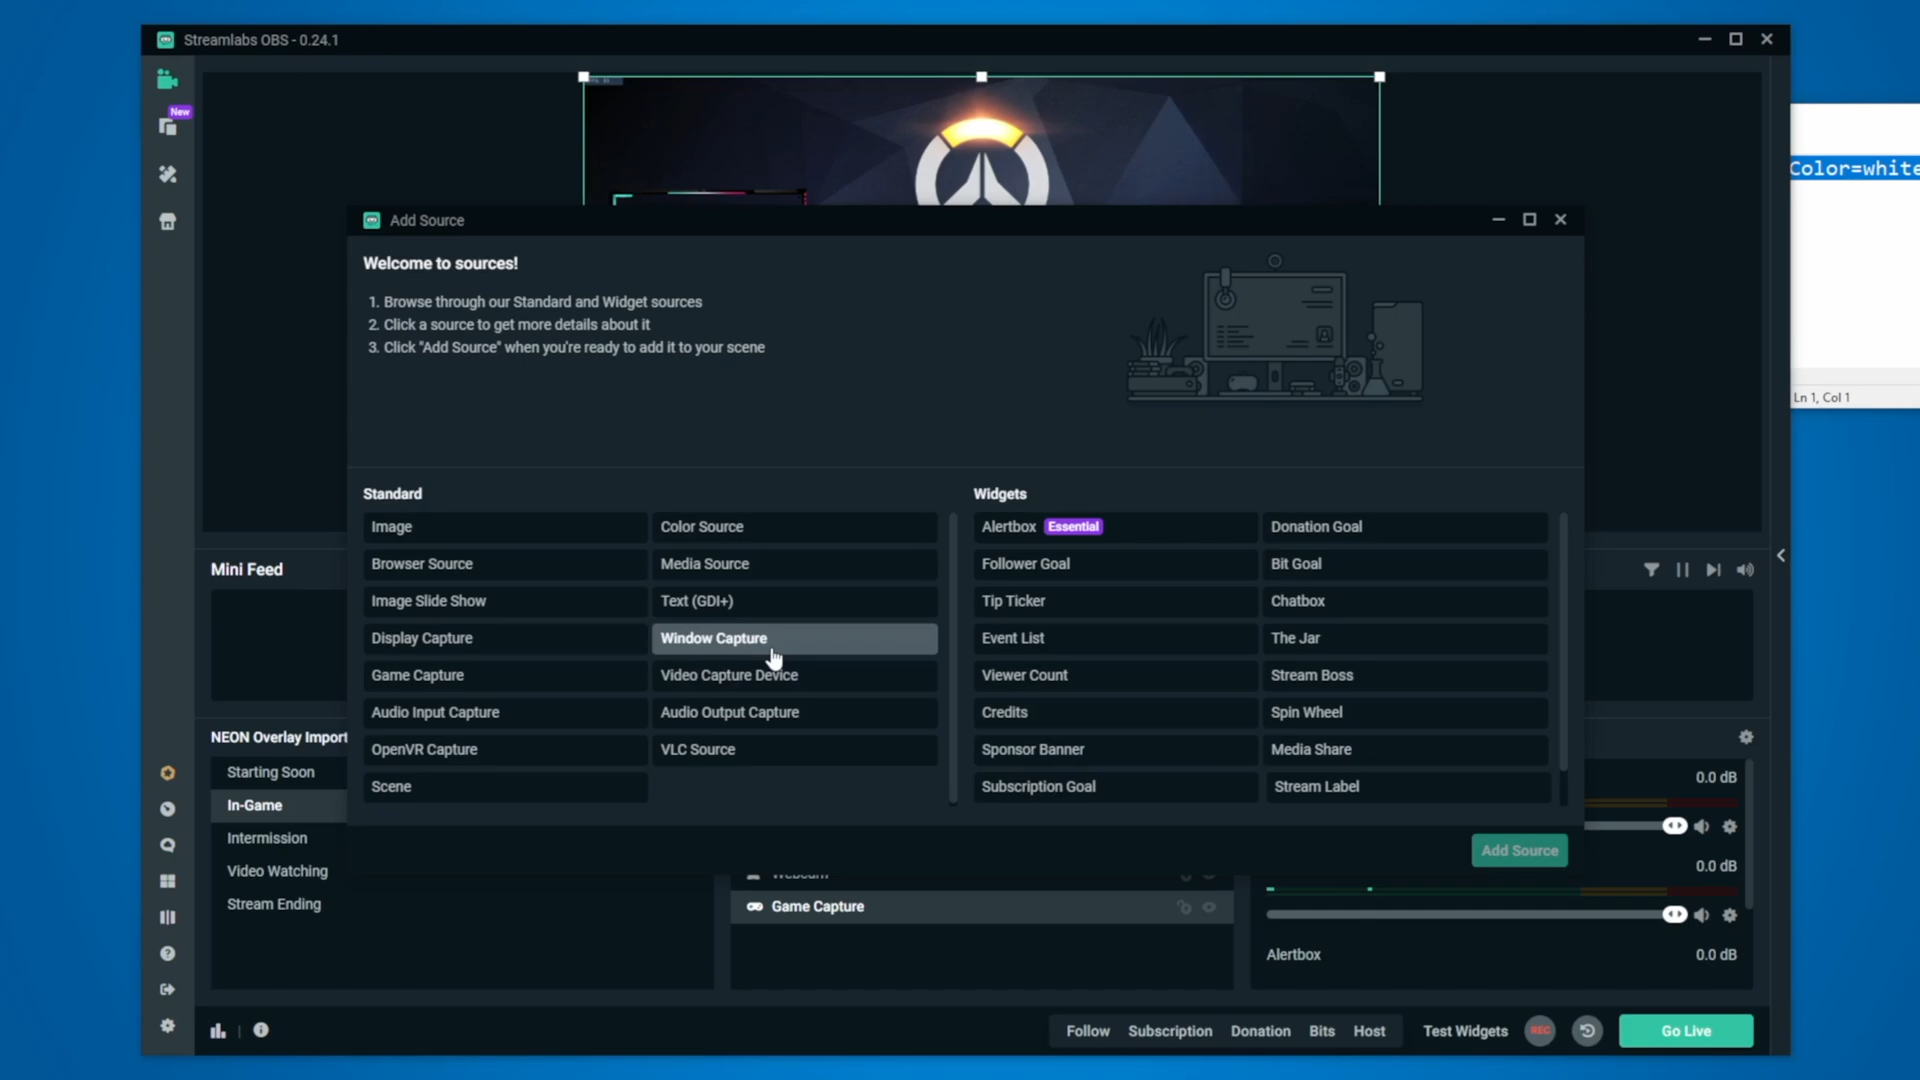 Streamlabs OBS - 0.24.1
New
Color=white
Add Source
Welcome to sources!
1. Browse through our Standard and Widget sources
2. Click a source to get more details about it
3. Click "Add Source" when you're ready to add it to your scene
Ln 1, Col 1
Standard
Widgets
Image
Color Source
Alertbox Essential
Donation Goal
Browser Source
Media Source
Follower Goal
Bit Goal
Mini Feed
Image Slide Show
Text (GDI+)
Tip Ticker
Chatbox
Display Capture
Window Capture
Event List
The Jar
Game Capture
Video Capture Device
Viewer Count
Stream Boss
Audio Input Capture
Audio Output Capture
Credits
Spin Wheel
NEON Overlay Import
OpenVR Capture
VLC Source
Sponsor Banner
Media Share
Starting Soon
0.0 dB
Scene
Subscription Goal
Stream Label
In-Game
Intermission
Add Source
Video Watching
0.0 dB
Webcam
Stream Ending
Game Capture
Alertbox
0.0 dB
Follow
Subscription
Donation
Bits
Host
Test Widgets
REC
Go Live